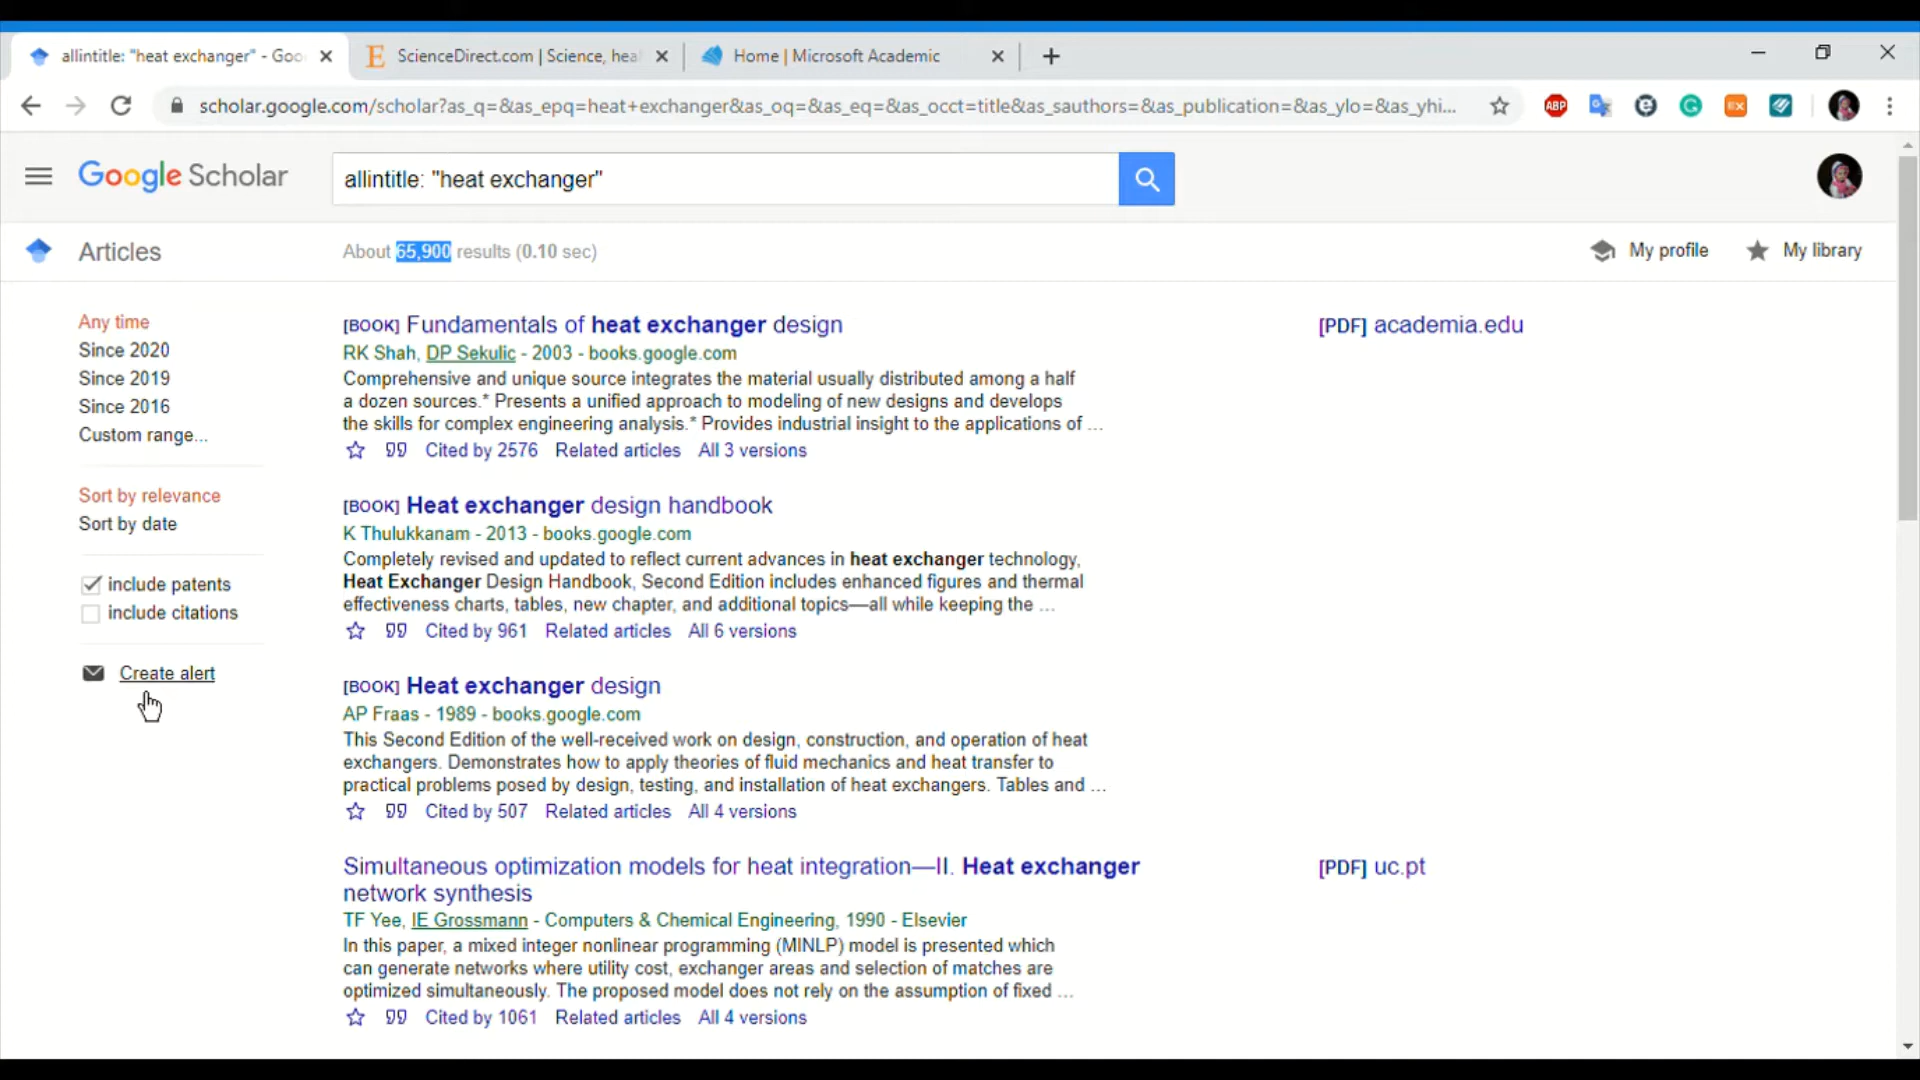 allintitle: "heat exchanger" - Goo
ScienceDirect.com | Science, hea
Home | Microsoft Academic
scholar.google.com/scholar?as_q=&as_epq=heat+exchanger&as_oq=&as_eq=&as_occt=title&as_sauthors=&as_publication=&as_ylo=&as_yhi...
ABP
EX
Google Scholar
allintitle: "heat exchanger"
Articles
About 65,900 results (0.10 sec)
My profile
My library
Any time
Since 2020
Since 2019
Since 2016
Custom range...
Sort by relevance
Sort by date
include patents
include citations
Create alert
[BOOK] Fundamentals of heat exchanger design
[PDF] academia.edu
RK Shah, DP Sekulic - 2003 - books.google.com
Comprehensive and unique source integrates the material usually distributed among a half
a dozen sources.* Presents a unified approach to modeling of new designs and develops
the skills for complex engineering analysis.* Provides industrial insight to the applications of ...
Cited by 2576 Related articles All 3 versions
[BOOK] Heat exchanger design handbook
K Thulukkanam - 2013 - books.google.com
Completely revised and updated to reflect current advances in heat exchanger technology,
Heat Exchanger Design Handbook, Second Edition includes enhanced figures and thermal
effectiveness charts, tables, new chapter, and additional topics—all while keeping the ...
Cited by 961 Related articles All 6 versions
[BOOK] Heat exchanger design
AP Fraas - 1989 - books.google.com
This Second Edition of the well-received work on design, construction, and operation of heat
exchangers. Demonstrates how to apply theories of fluid mechanics and heat transfer to
practical problems posed by design, testing, and installation of heat exchangers. Tables and ...
Cited by 507 Related articles All 4 versions
Simultaneous optimization models for heat integration—II. Heat exchanger
network synthesis
[PDF] uc.pt
TF Yee, IE Grossmann - Computers & Chemical Engineering, 1990 - Elsevier
In this paper, a mixed integer nonlinear programming (MINLP) model is presented which
can generate networks where utility cost, exchanger areas and selection of matches are
optimized simultaneously. The proposed model does not rely on the assumption of fixed ...
Cited by 1061 Related articles All 4 versions